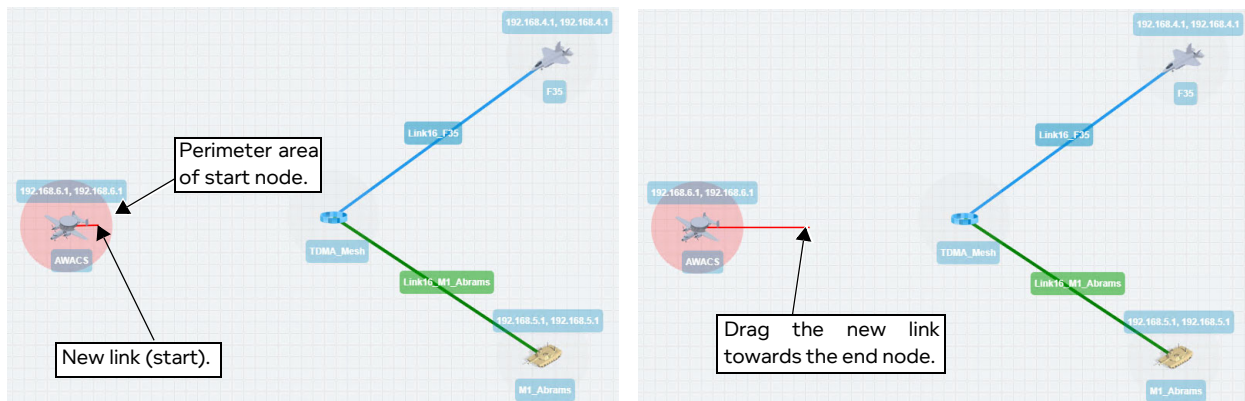 192.168.4.1, 192.168.4.1
F35
Link16_F35
Perimeter area
of start node.
192.168.6.1, 192.168.6.1
AWACS
TDMA_Mesh
Link16_M1_Abrams
192.168.5.1, 192.168.5.1
New link (start).
M1_Abrams
192.168.4.1, 192.168.4.1
F35
Link16_F35
192.168.6.1, 192.168.6.1
AWACS
TDMA_Mesh
Link16_M1_Abrams
192.168.5.1, 192.168.5.1
Drag the new link
towards the end node.
M1_Abrams